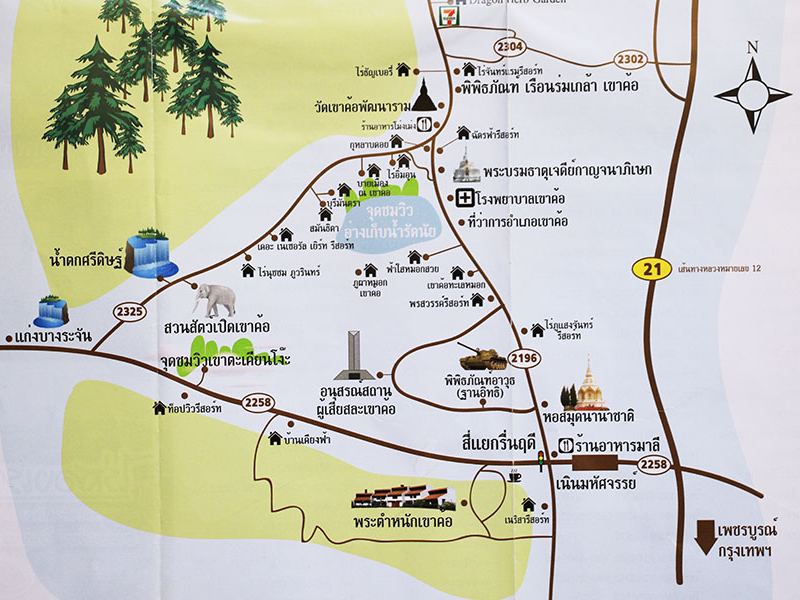 Dragon Herb Garden
7
ELEVEN
2304
2302
ไร่ธัญเบอรี่
ไร่จันทร์แรมรีสอร์ท
พิพิธภัณฑ์ เรือนร่มเกล้า เขาค้อ
วัดเขาค้อพัฒนาราม
ร้านอาหารโม่งเม่ง
ฉัตรฟ้ารีสอร์ท
กุหลาบดอย
ไร่อิ่มอุ่น
พระบรมธาตุเจดีย์กาญจนาภิเษก
บ่ายเมือง
ณ เขาค้อ
บุรีมันตรา
โรงพยาบาลเขาค้อ
สมันธิดา
จุดชมวิว
อ่างเก็บน้ำรัตนัย
ที่ว่าการอำเภอเขาค้อ
N
เดอะ เนเชอรัล เยิร์ท รีสอร์ท
น้ำตกศรีดิษฐ์
ไร่นุชชม ภูวรินทร์
ภูผาหมอก
เขาค้อ
ฟ้าใสหมอกสวย
เขาค้อทะเลหมอก
พรสวรรค์รีสอร์ท
21
เส้นทางหลวงหมายเลข 12
2325
สวนสัตว์เปิดเขาค้อ
แก่งบางระจัน
จุดชมวิวเขาตะเคียนโง๊ะ
ไร่ภูแสงจันทร์
รีสอร์ท
2196
อนุสรณ์สถาน
ผู้เสียสละเขาค้อ
พิพิธภัณฑ์อาวุธ
(ฐานอิทธิ)
ท็อปวิวรีสอร์ท
2258
หอสมุดนานาชาติ
บ้านเคียงฟ้า
สี่แยกรื่นฤดี
ร้านอาหารมาลี
2258
เนินมหัศจรรย์
พระตำหนักเขาค้อ
เนริสารีสอร์ท
เพชรบูรณ์
กรุงเทพฯ